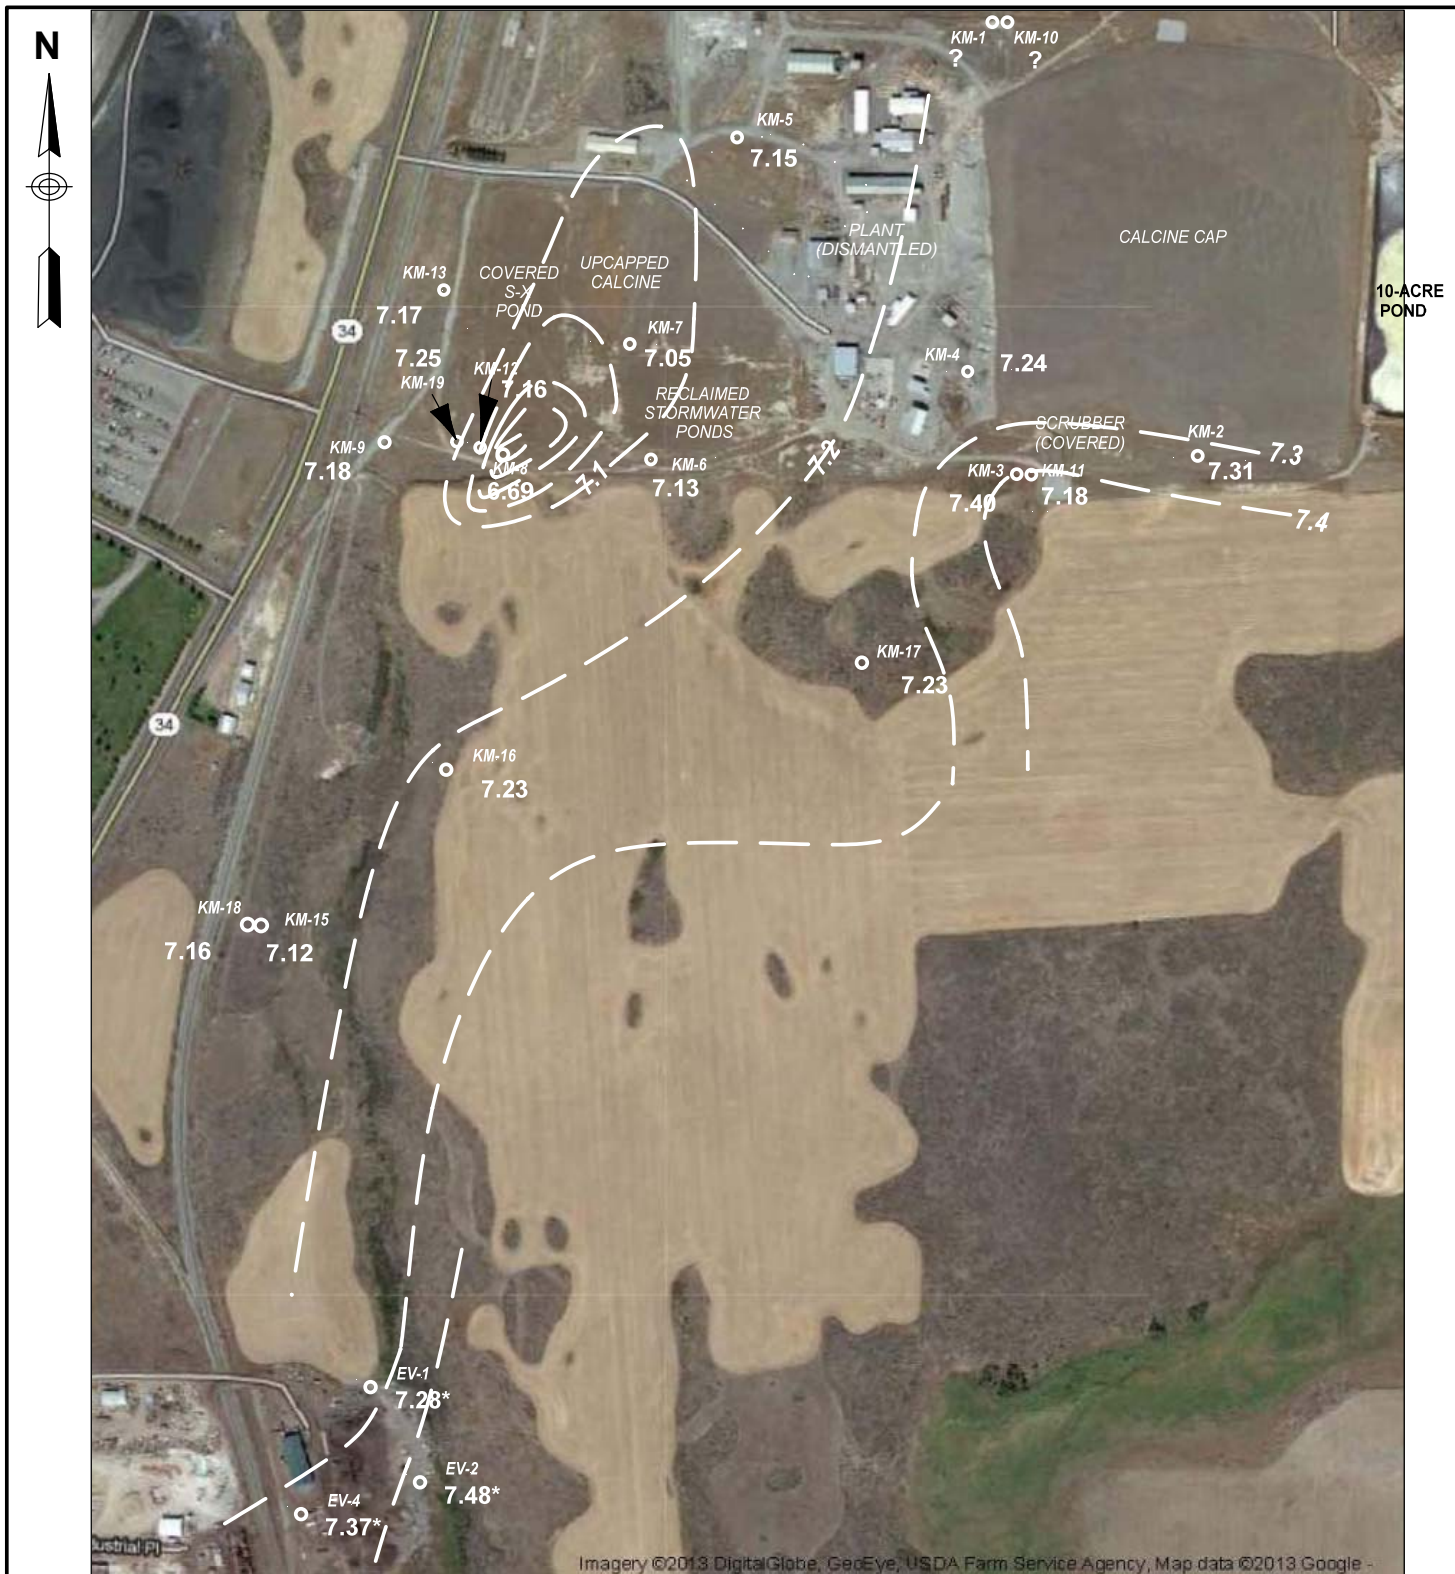 N
KM-1
KM-10
?
?
KM-5
7.15
PLANT
(DISMANTLED)
CALCINE CAP
10-ACRE
POND
UPCAPPED
CALCINE
COVERED
S-X
POND
KM-13
7.17
34
KM-7
7.05
7.25
KM-19
KM-12
7.16
KM-4
7.24
RECLAIMED
STORMWATER
PONDS
SCRUBBER
(COVERED)
KM-2
7.31
7.3
KM-9
7.18
KM-8
6.69
7.1
KM-6
7.13
7.2
KM-3
7.40
KM-11
7.18
7.4
KM-17
7.23
34
KM-16
7.23
KM-18
7.16
KM-15
7.12
EV-1
7.28*
EV-2
7.48*
EV-4
7.37*
dustrial Pl
Imagery ©2013 DigitalGlobe, GeoEye, USDA Farm Service Agency, Map data ©2013 Google -